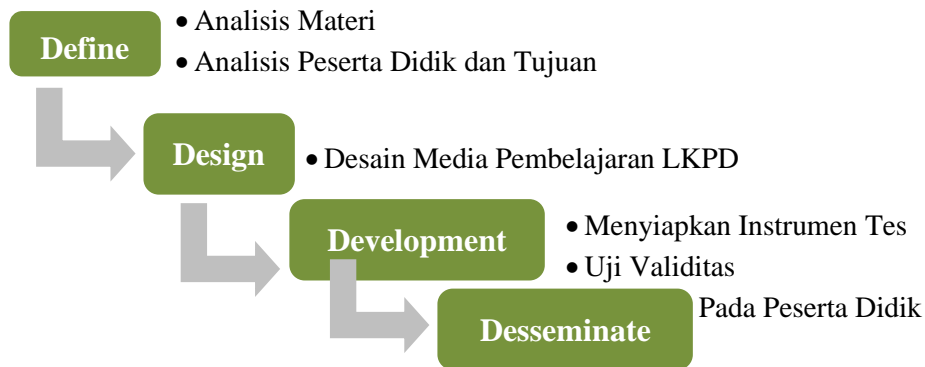 Define
• Analisis Materi
• Analisis Peserta Didik dan Tujuan
Design
• Desain Media Pembelajaran LKPD
Development
• Menyiapkan Instrumen Tes
• Uji Validitas
Desseminate
Pada Peserta Didik